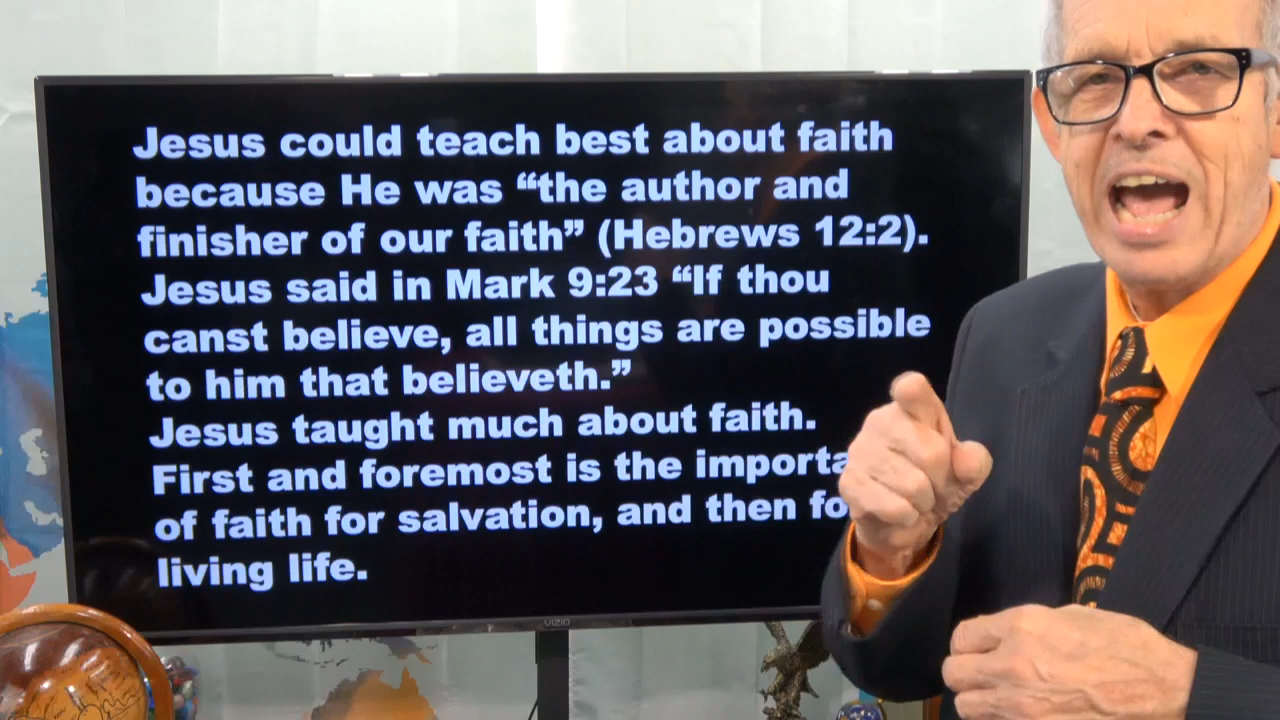 Jesus could teach best about faith
because He was “the author and
finisher of our faith” (Hebrews 12:2).
Jesus said in Mark 9:23 “If thou
canst believe, all things are possible
to him that believeth.”
Jesus taught much about faith.
First and foremost is the importa
of faith for salvation, and then fo
living life.
VIZIO